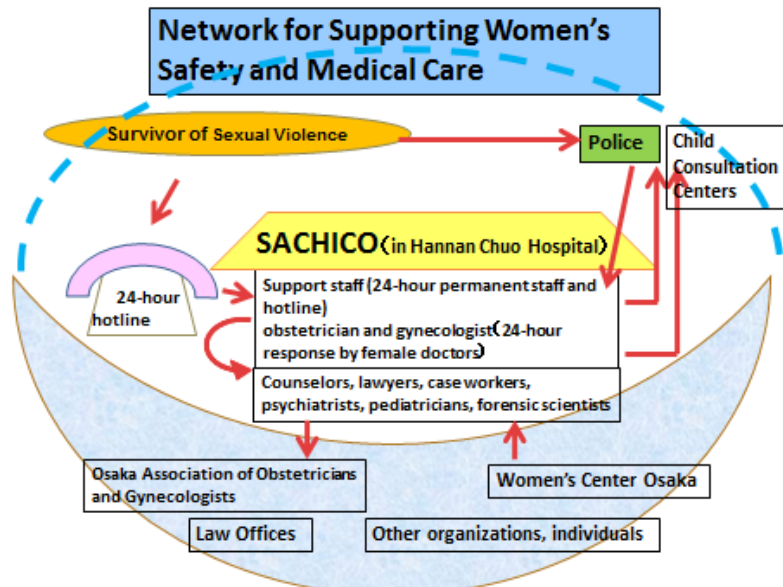 Network for Supporting Women’s
Safety and Medical Care
Survivor of Sexual Violence
Police
Child
Consultation
Centers
SACHICO(in Hannan Chuo Hospital)
24-hour
hotline
Support staff (24-hour permanent staff and
hotline)
obstetrician and gynecologist(24-hour
response by female doctors)
Counselors, lawyers, case workers,
psychiatrists, pediatricians, forensic scientists
Osaka Association of Obstetricians
and Gynecologists
Women’s Center Osaka
Law Offices
Other organizations, individuals